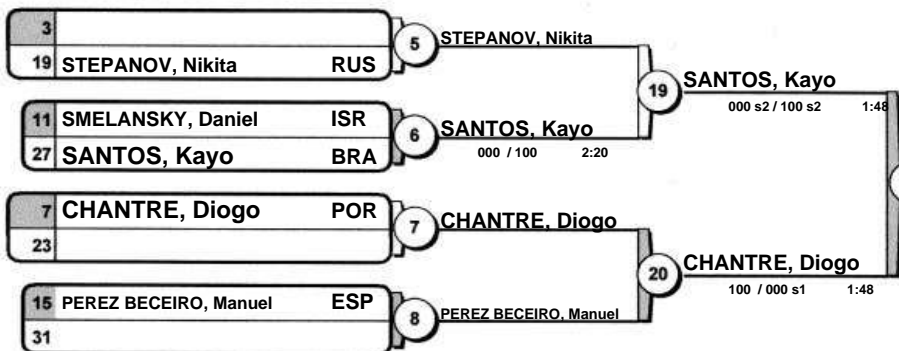 3
19 STEPANOV, Nikita RUS
5
STEPANOV, Nikita
11 SMELANSKY, Daniel ISR
27 SANTOS, Kayo BRA
6
SANTOS, Kayo
000 / 100 2:20
19
SANTOS, Kayo
000 s2 / 100 s2 1:48
7 CHANTRE, Diogo POR
23
7
CHANTRE, Diogo
15 PEREZ BECEIRO, Manuel ESP
31
8
PEREZ BECEIRO, Manuel
20
CHANTRE, Diogo
100 / 000 s1 1:48